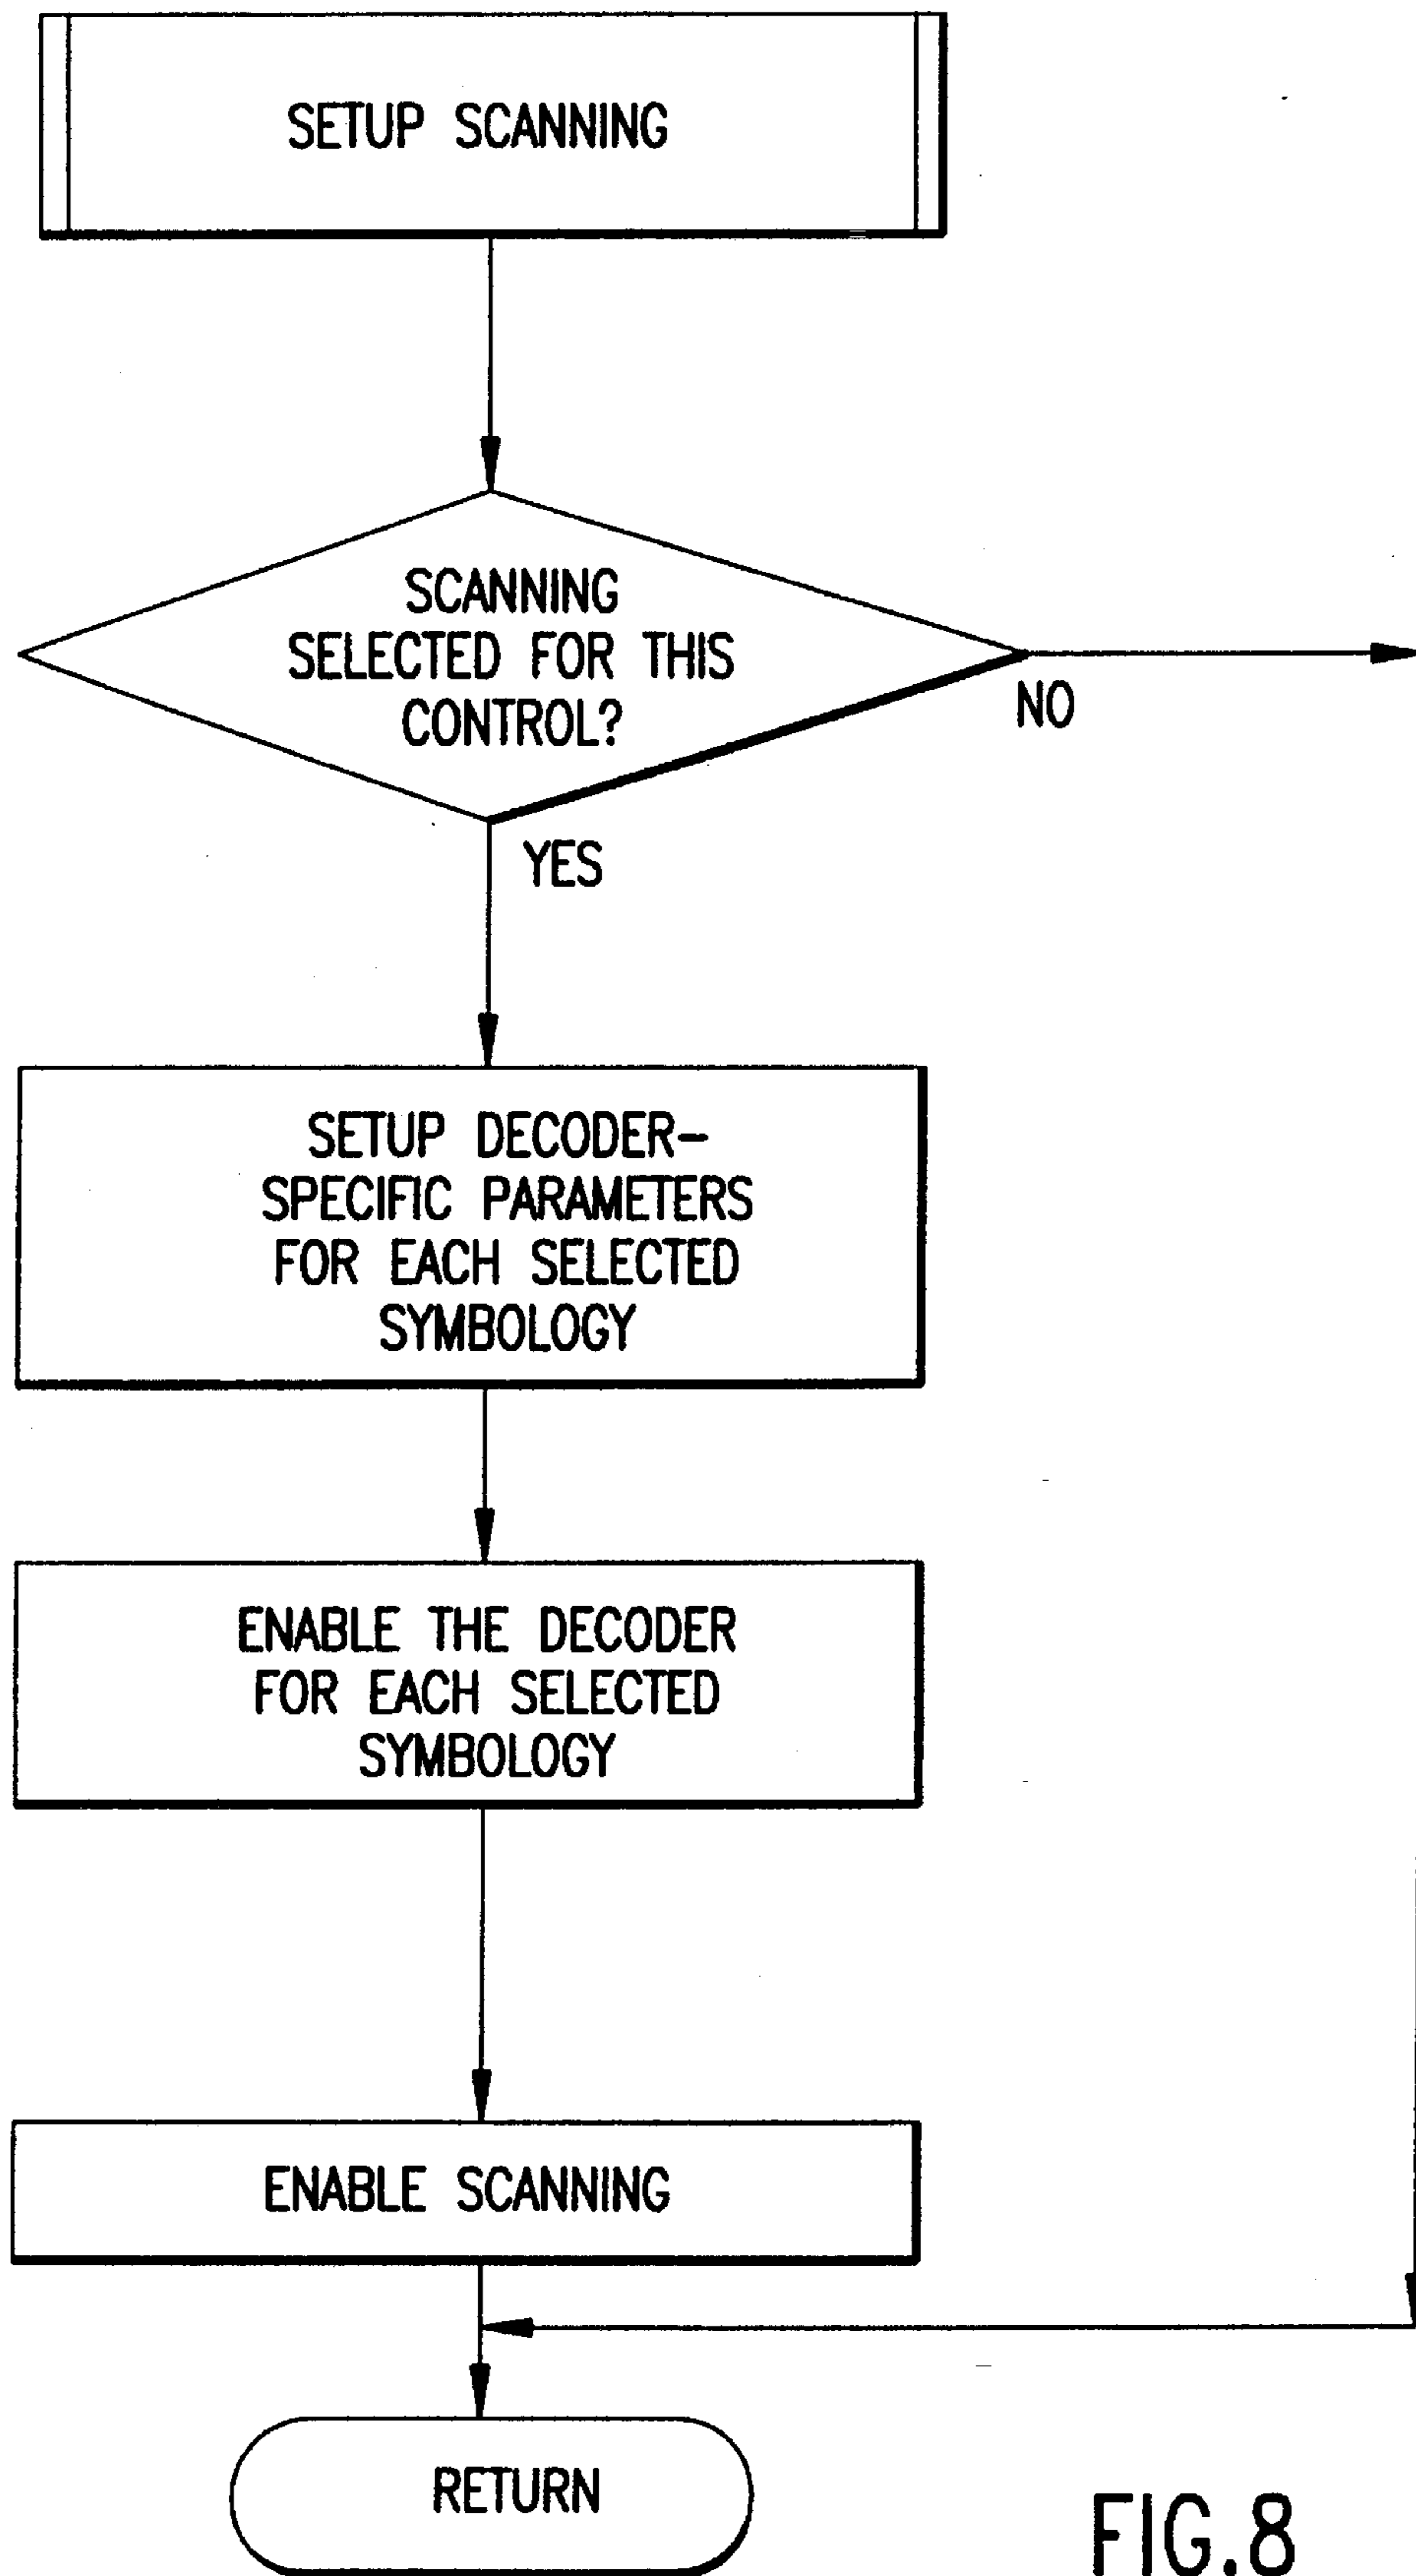 SETUP SCANNING
SCANNING
SELECTED FOR THIS
CONTROL?
NO
YES
SETUP DECODER-
SPECIFIC PARAMETERS
FOR EACH SELECTED
SYMBOLOGY
ENABLE THE DECODER
FOR EACH SELECTED
SYMBOLOGY
ENABLE SCANNING
RETURN
FIG.8